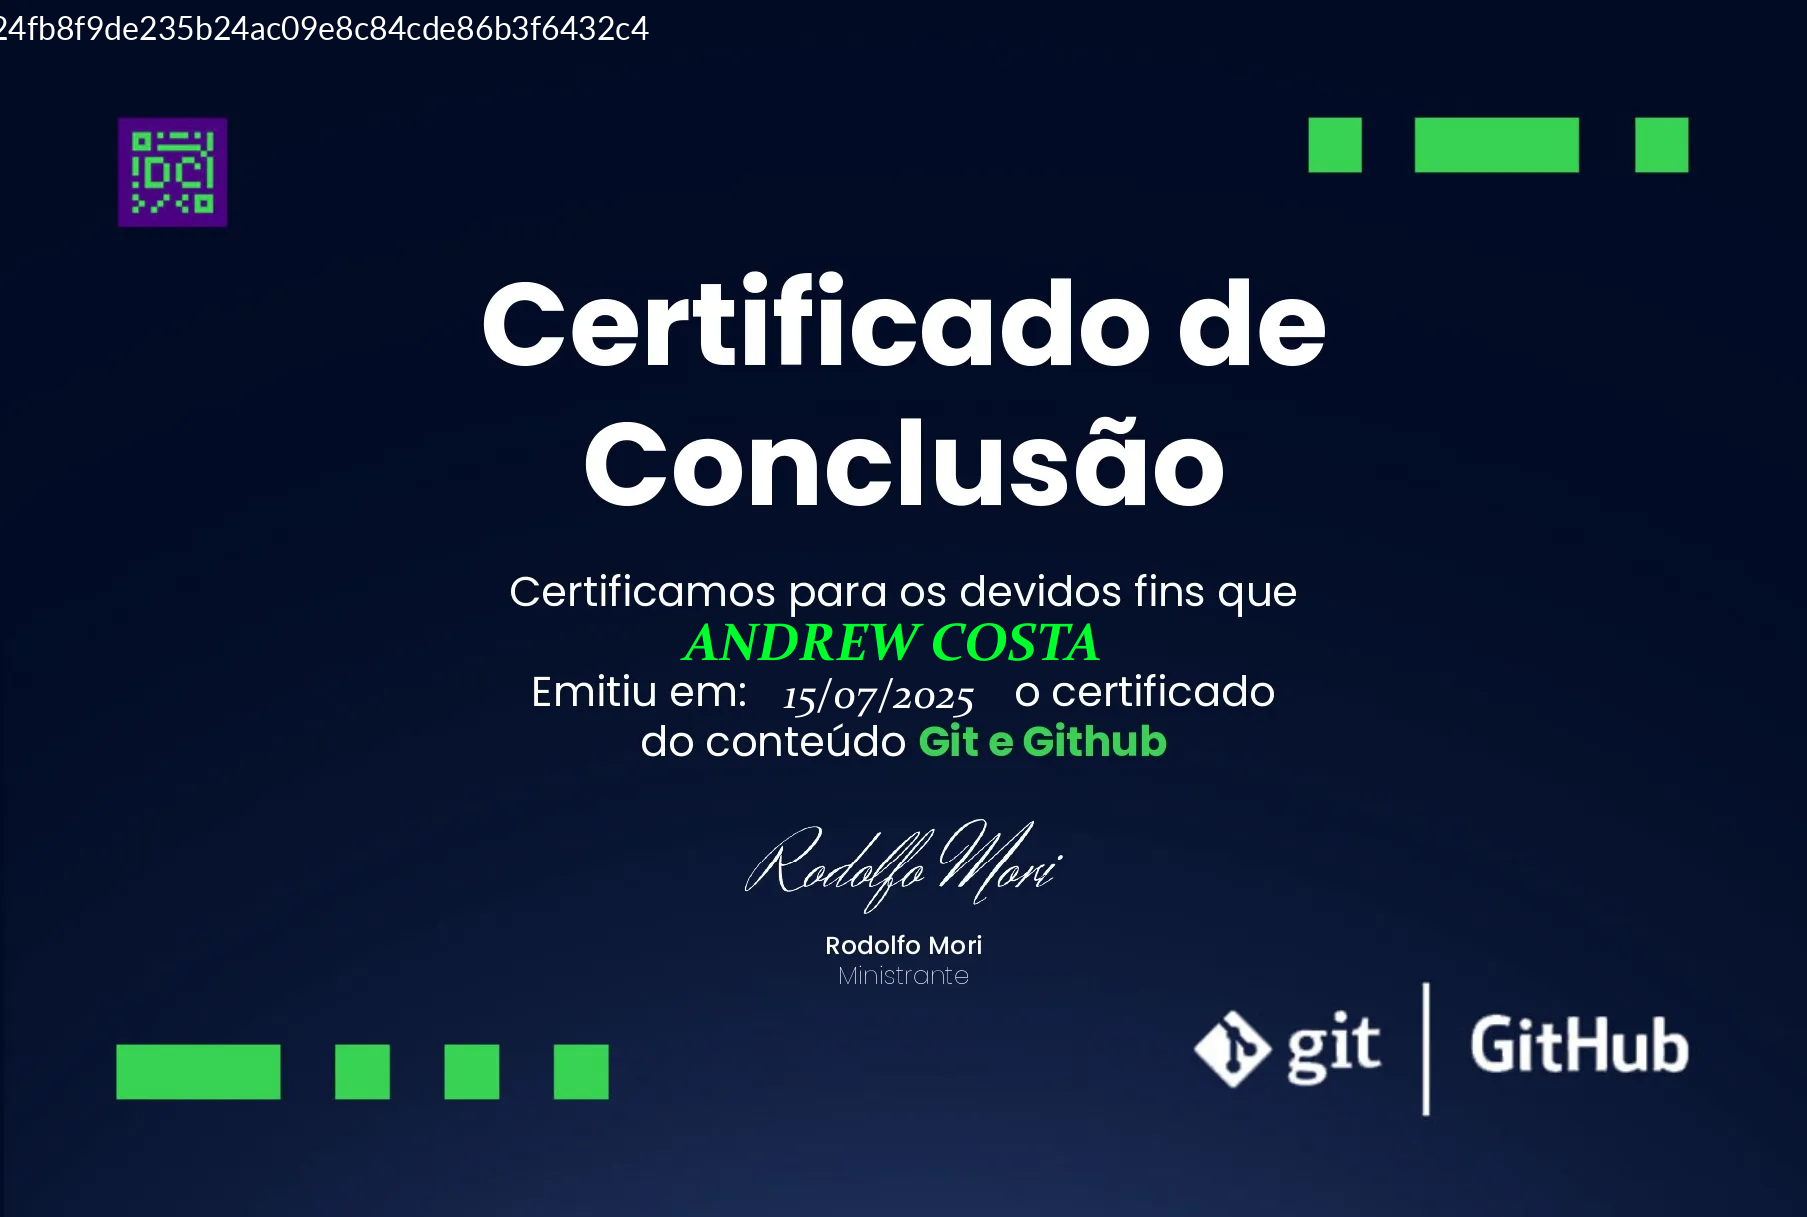 24fb8f9de235b24ac09e8c84cde86b3f6432c4
DC
Certificado de
Conclusão
Certificamos para os devidos fins que
ANDREW COSTA
Emitiu em: 15/07/2025 o certificado
do conteúdo Git e Github
Rodolfo Mori
Rodolfo Mori
Ministrante
git | GitHub